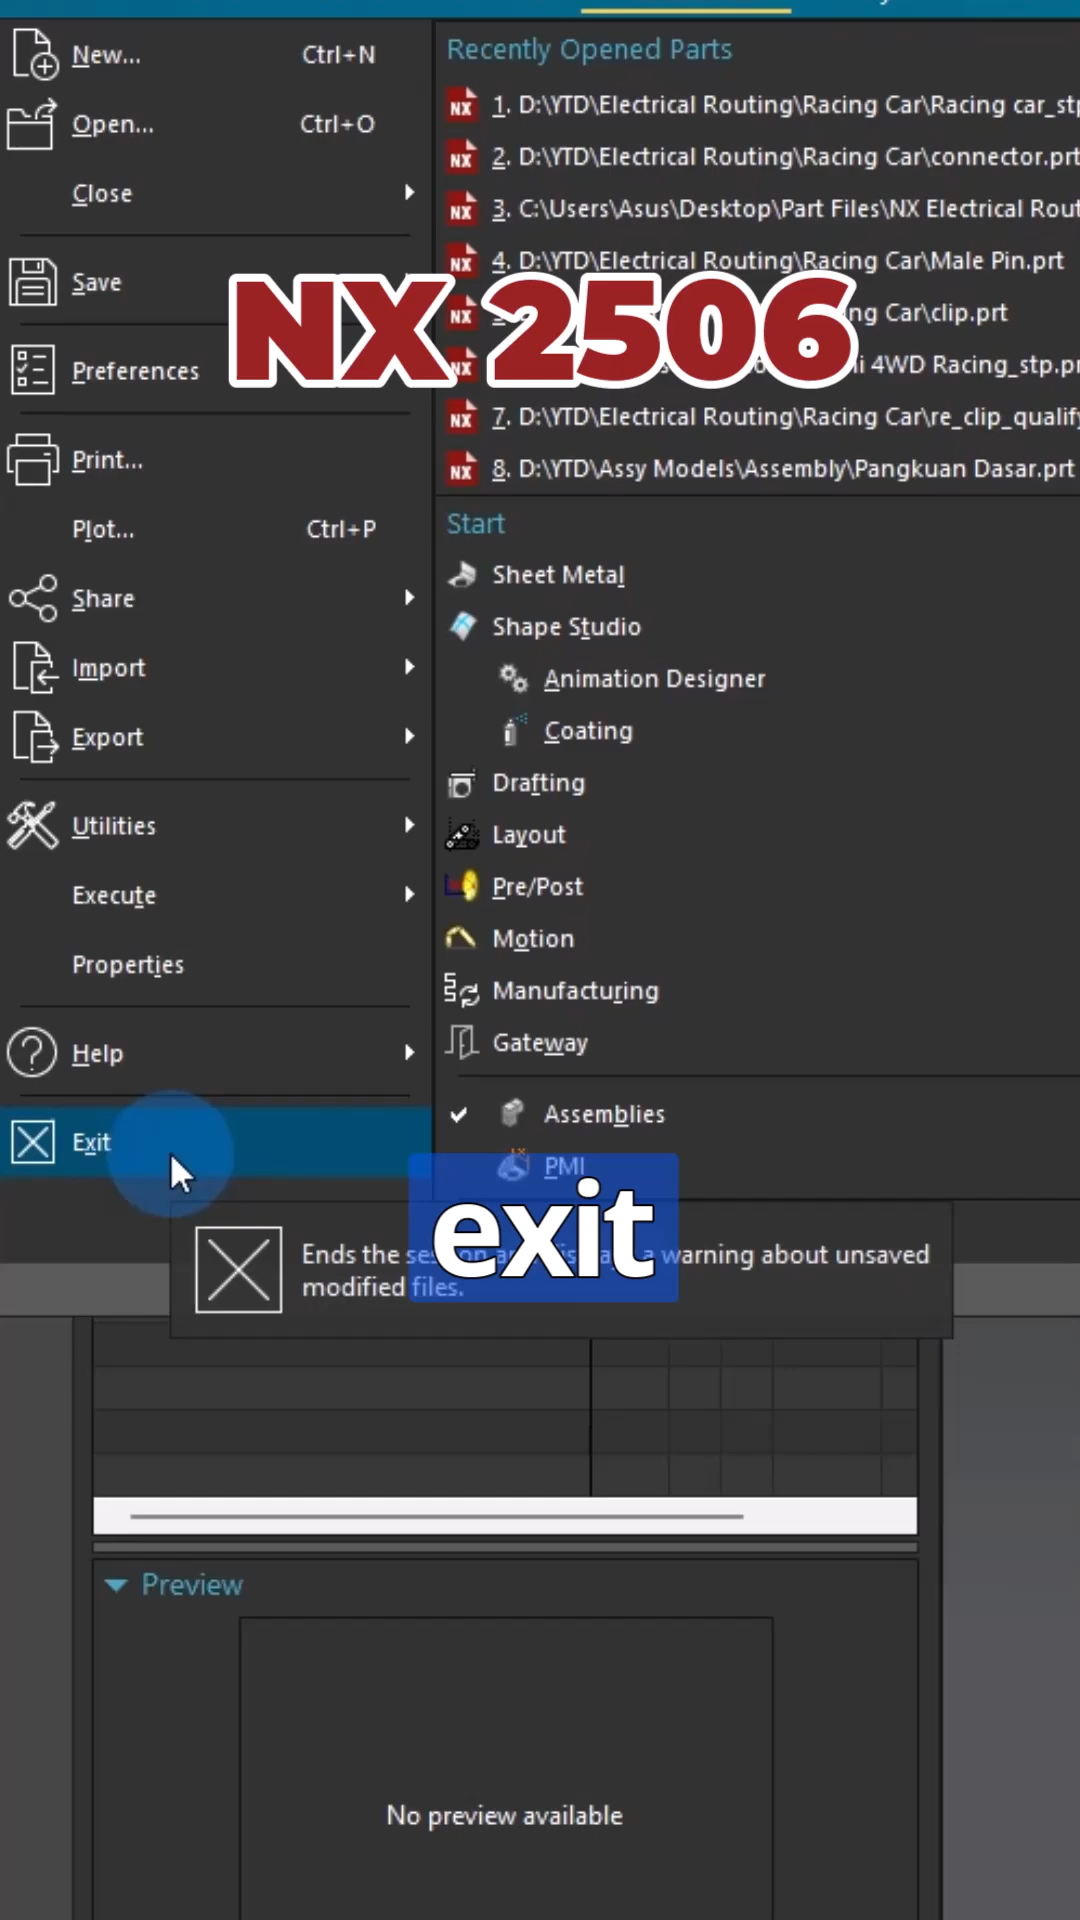 New... Ctrl+N
Open... Ctrl+O
Close
Save
Preferences
Print...
Plot... Ctrl+P
Share
Import
Export
Utilities
Execute
Properties
Help
Exit
Recently Opened Parts
1. D:\YTD\Electrical Routing\Racing Car\Racing car_stp
2. D:\YTD\Electrical Routing\Racing Car\connector.prt
3. C:\Users\Asus\Desktop\Part Files\NX Electrical Rout
4. D:\YTD\Electrical Routing\Racing Car\Male Pin.prt
Car\clip.prt
4WD Racing_stp.pr
7. D:\YTD\Electrical Routing\Racing Car\re_clip_qualify
8. D:\YTD\Assy Models\Assembly\Pangkuan Dasar.prt
NX 2506
Start
Sheet Metal
Shape Studio
Animation Designer
Coating
Drafting
Layout
Pre/Post
Motion
Manufacturing
Gateway
Assemblies
PMI
exit
Ends the session a warning about unsaved
modified files.
Preview
No preview available